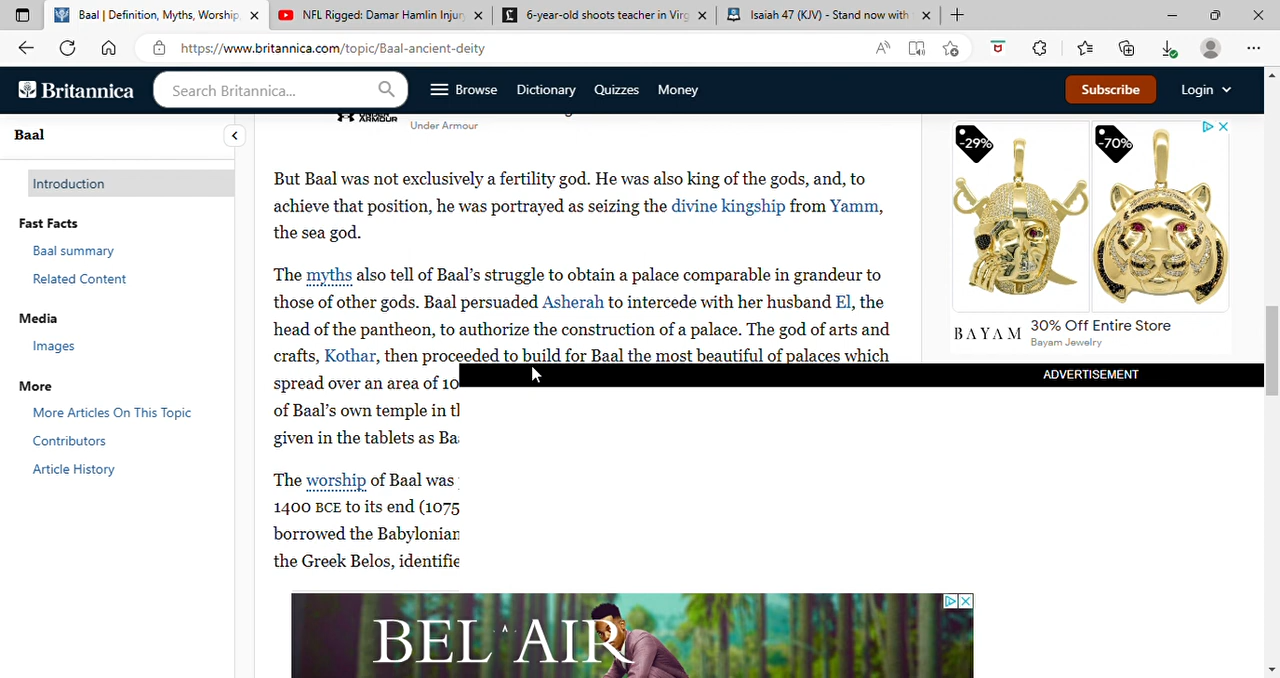 Baal | Definition, Myths, Worship,
NFL Rigged: Damar Hamlin Injury
6-year-old shoots teacher in Virg
Isaiah 47 (KJV) - Stand now with
https://www.britannica.com/topic/Baal-ancient-deity
Britannica
Search Britannica...
Browse
Dictionary
Quizzes
Money
Subscribe
Login
Baal
Introduction
Fast Facts
Baal summary
Related Content
Media
Images
More
More Articles On This Topic
Contributors
Article History
UNDER ARMOUR
Under Armour
But Baal was not exclusively a fertility god. He was also king of the gods, and, to
achieve that position, he was portrayed as seizing the divine kingship from Yamm,
the sea god.
The myths also tell of Baal’s struggle to obtain a palace comparable in grandeur to
those of other gods. Baal persuaded Asherah to intercede with her husband El, the
head of the pantheon, to authorize the construction of a palace. The god of arts and
crafts, Kothar, then proceeded to build for Baal the most beautiful of palaces which
spread over an area of 10
of Baal’s own temple in
given in the tablets as Ba
The worship of Baal was
1400 BCE to its end (1075
borrowed the Babylonian
the Greek Belos, identifie
-29%
-70%
BAYAM
30% Off Entire Store
Bayam Jewelry
ADVERTISEMENT
BEL AIR